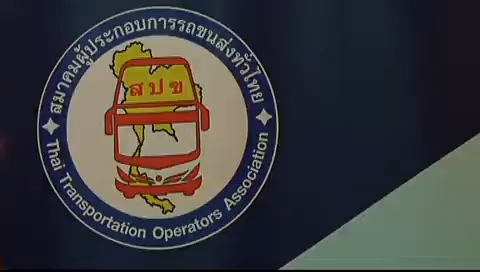 สมาคมผู้ประกอบการรถขนส่งทั่วไทย
ส ป ข
Thai Transportation Operators Association